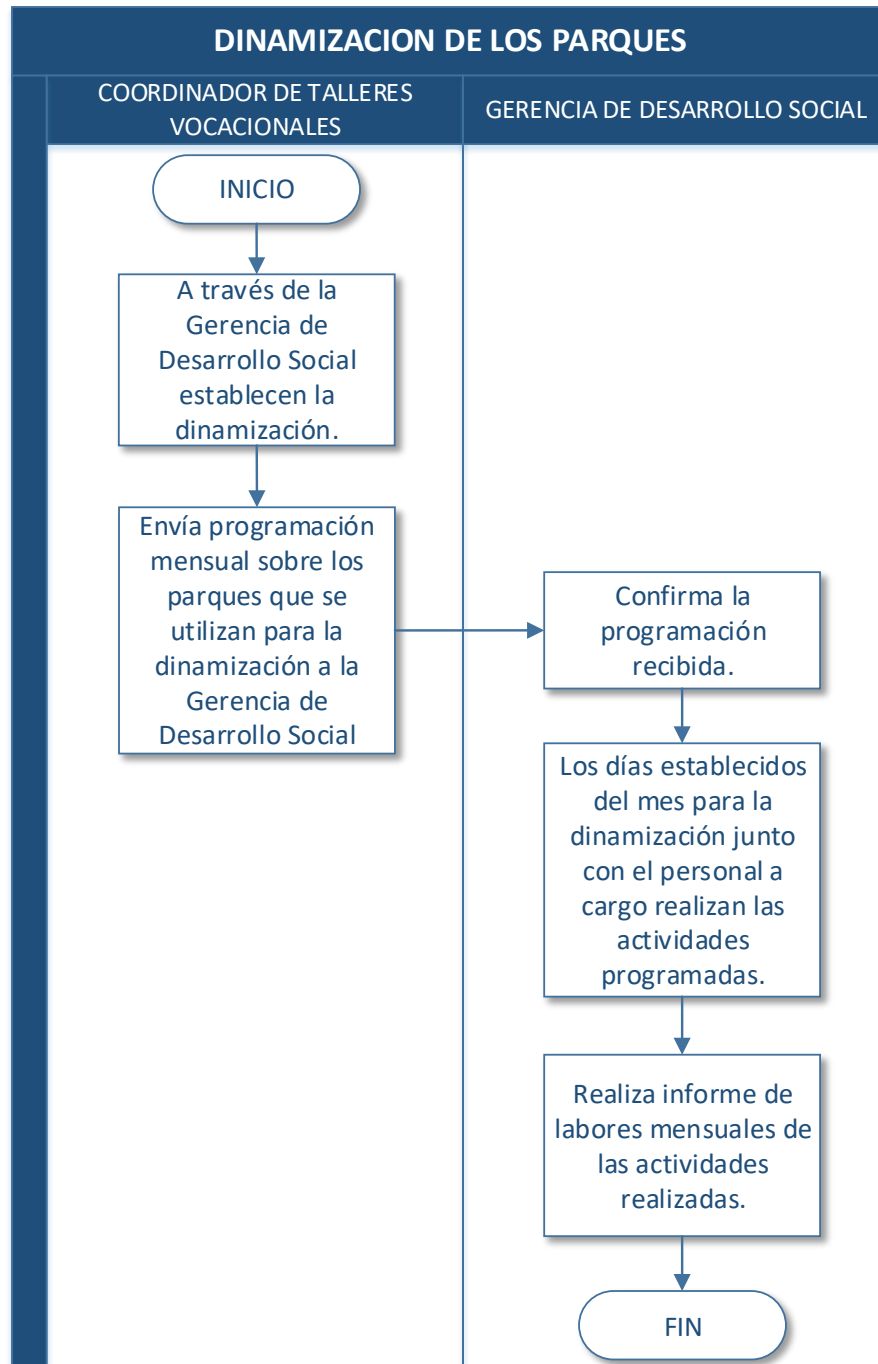 DINAMIZACION DE LOS PARQUES
COORDINADOR DE TALLERES
VOCACIONALES
GERENCIA DE DESARROLLO SOCIAL
INICIO
A través de la
Gerencia de
Desarrollo Social
establecen la
dinamización.
Envía programación
mensual sobre los
parques que se
utilizan para la
dinamización a la
Gerencia de
Desarrollo Social
Confirma la
programación
recibida.
Los días establecidos
del mes para la
dinamización junto
con el personal a
cargo realizan las
actividades
programadas.
Realiza informe de
labores mensuales de
las actividades
realizadas.
FIN